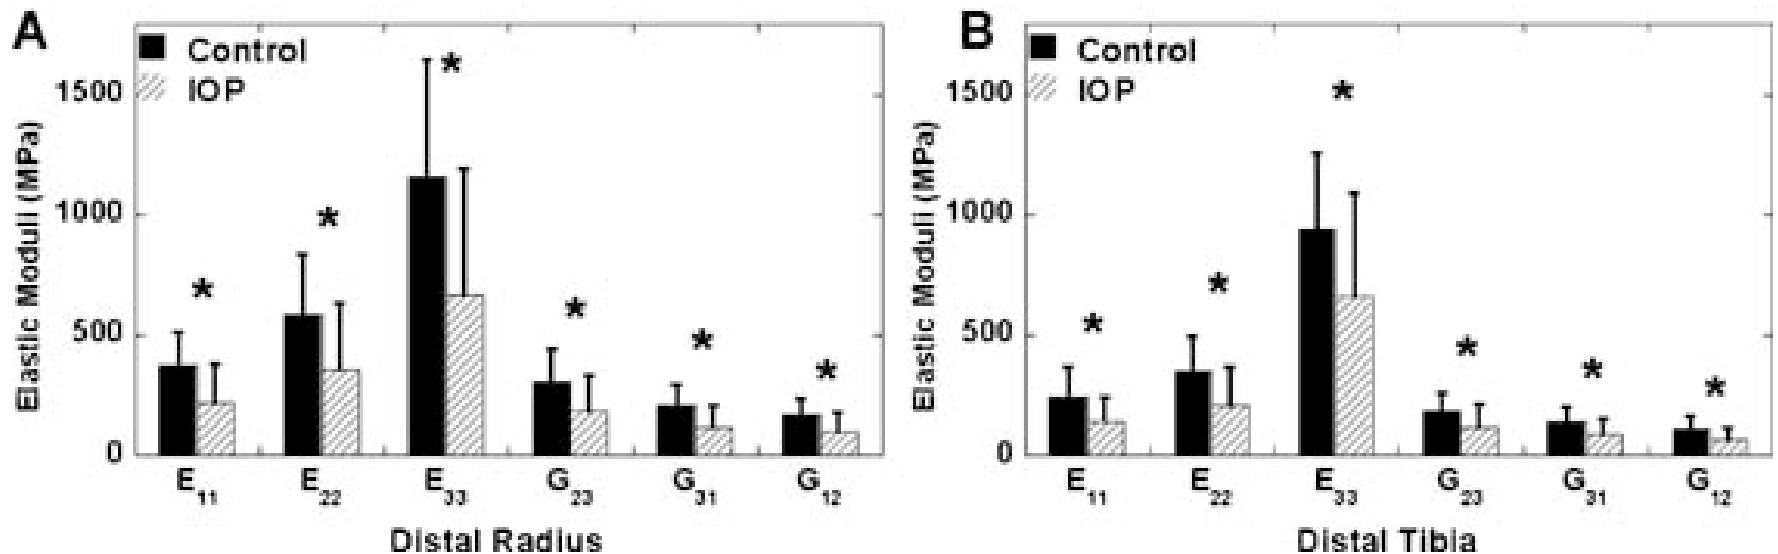 A
Control
IOP
*
1500
1000
500
0
Elastic Moduli (MPa)
* * * * *
E11 E22 E33 G23 G31 G12
Distal Radius
B
Control
IOP
*
1500
1000
500
0
Elastic Moduli (MPa)
* * * * *
E11 E22 E33 G23 G31 G12
Distal Tibia